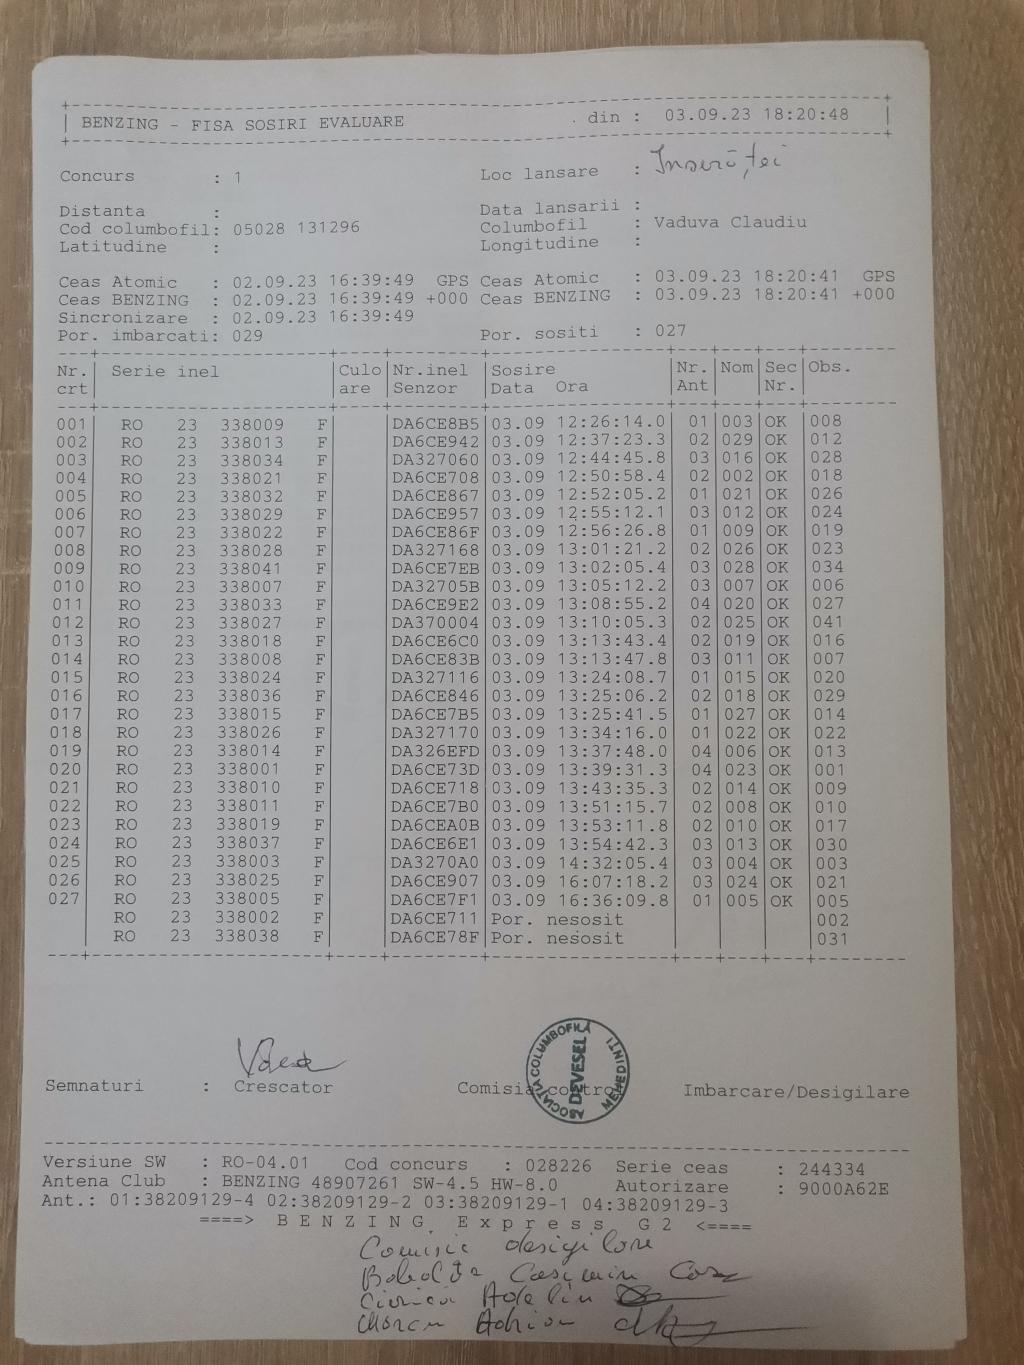 BENZING - FISA SOSIRI EVALUARE din : 03.09.23 18:20:48
Concurs : 1 Loc lansare :
Distanta : Data lansarii :
Cod columbofil: 05028 131296 Columbofil : Vaduva Claudiu
Latitudine : Longitudine :
Ceas Atomic : 02.09.23 16:39:49 GPS Ceas Atomic : 03.09.23 18:20:41 GPS
Ceas BENZING : 02.09.23 16:39:49 +000 Ceas BENZING : 03.09.23 18:20:41 +000
Sincronizare : 02.09.23 16:39:49
Por. imbarcati: 029 Por. sositi : 027
Nr. Serie inel Culo Nr.inel Sosire Nr. Nom Sec Obs.
crt are Senzor Data Ora Ant Nr.
001 RO 23 338009 F DA6CE8B5 03.09 12:26:14.0 01 003 OK 008
002 RO 23 338013 F DA6CE942 03.09 12:37:23.3 02 029 OK 012
003 RO 23 338034 F DA327060 03.09 12:44:45.8 03 016 OK 028
004 RO 23 338021 F DA6CE708 03.09 12:50:58.4 02 002 OK 018
005 RO 23 338032 F DA6CE867 03.09 12:52:05.2 01 021 OK 026
006 RO 23 338029 F DA6CE957 03.09 12:55:12.1 03 012 OK 024
007 RO 23 338022 F DA6CE86F 03.09 12:56:26.8 01 009 OK 019
008 RO 23 338028 F DA327168 03.09 13:01:21.2 02 026 OK 023
009 RO 23 338041 F DA6CE7EB 03.09 13:02:05.4 03 028 OK 034
010 RO 23 338007 F DA32705B 03.09 13:05:12.2 03 007 OK 006
011 RO 23 338033 F DA6CE9E2 03.09 13:08:55.2 04 020 OK 027
012 RO 23 338027 F DA370004 03.09 13:10:05.3 02 025 OK 041
013 RO 23 338018 F DA6CE6C0 03.09 13:13:43.4 02 019 OK 016
014 RO 23 338008 F DA6CE83B 03.09 13:13:47.8 03 011 OK 007
015 RO 23 338024 F DA327116 03.09 13:24:08.7 01 015 OK 020
016 RO 23 338036 F DA6CE846 03.09 13:25:06.2 02 018 OK 029
017 RO 23 338015 F DA6CE7B5 03.09 13:25:41.5 01 027 OK 014
018 RO 23 338026 F DA327170 03.09 13:34:16.0 01 022 OK 022
019 RO 23 338014 F DA326EFD 03.09 13:37:48.0 04 006 OK 013
020 RO 23 338001 F DA6CE73D 03.09 13:39:31.3 04 023 OK 001
021 RO 23 338010 F DA6CE718 03.09 13:43:35.3 02 014 OK 009
022 RO 23 338011 F DA6CE7B0 03.09 13:51:15.7 02 008 OK 010
023 RO 23 338019 F DA6CEA0B 03.09 13:53:11.8 02 010 OK 017
024 RO 23 338037 F DA6CE6E1 03.09 13:54:42.3 03 013 OK 030
025 RO 23 338003 F DA3270A0 03.09 14:32:05.4 03 004 OK 003
026 RO 23 338025 F DA6CE907 03.09 16:07:18.2 03 024 OK 021
027 RO 23 338005 F DA6CE7F1 03.09 16:36:09.8 01 005 OK 005
RO 23 338002 F DA6CE711 Por. nesosit 002
RO 23 338038 F DA6CE78F Por. nesosit 031
ASOCIAȚIA COLUMBOFILĂ DEVESEL MEHEDINȚI
Semnaturi : Crescator Comisia control Imbarcare/Desigilare
Versiune SW : RO-04.01 Cod concurs : 028226 Serie ceas : 244334
Antena Club : BENZING 48907261 SW-4.5 HW-8.0 Autorizare : 9000A62E
Ant.: 01:38209129-4 02:38209129-2 03:38209129-1 04:38209129-3
====> BENZING Express G2 <====
Comisie desigilare